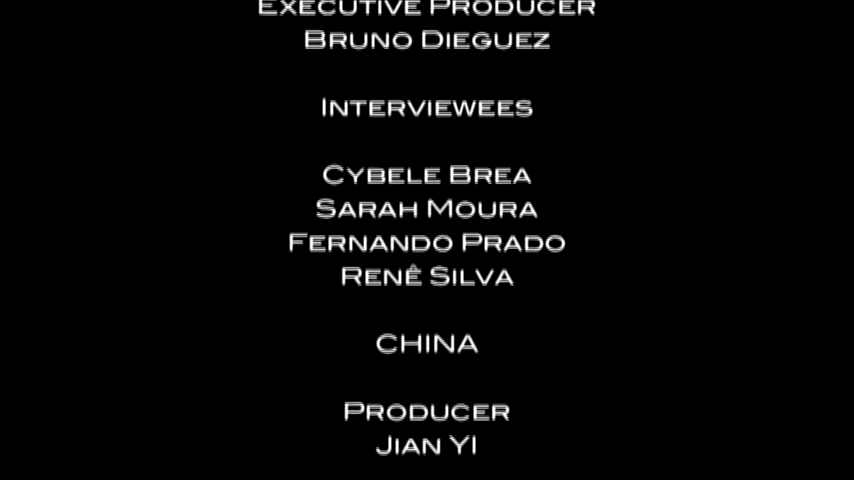 Executive Producer
Bruno Dieguez
Interviewees
Cybele Brea
Sarah Moura
Fernando Prado
Renê Silva
CHINA
Producer
Jian Yi